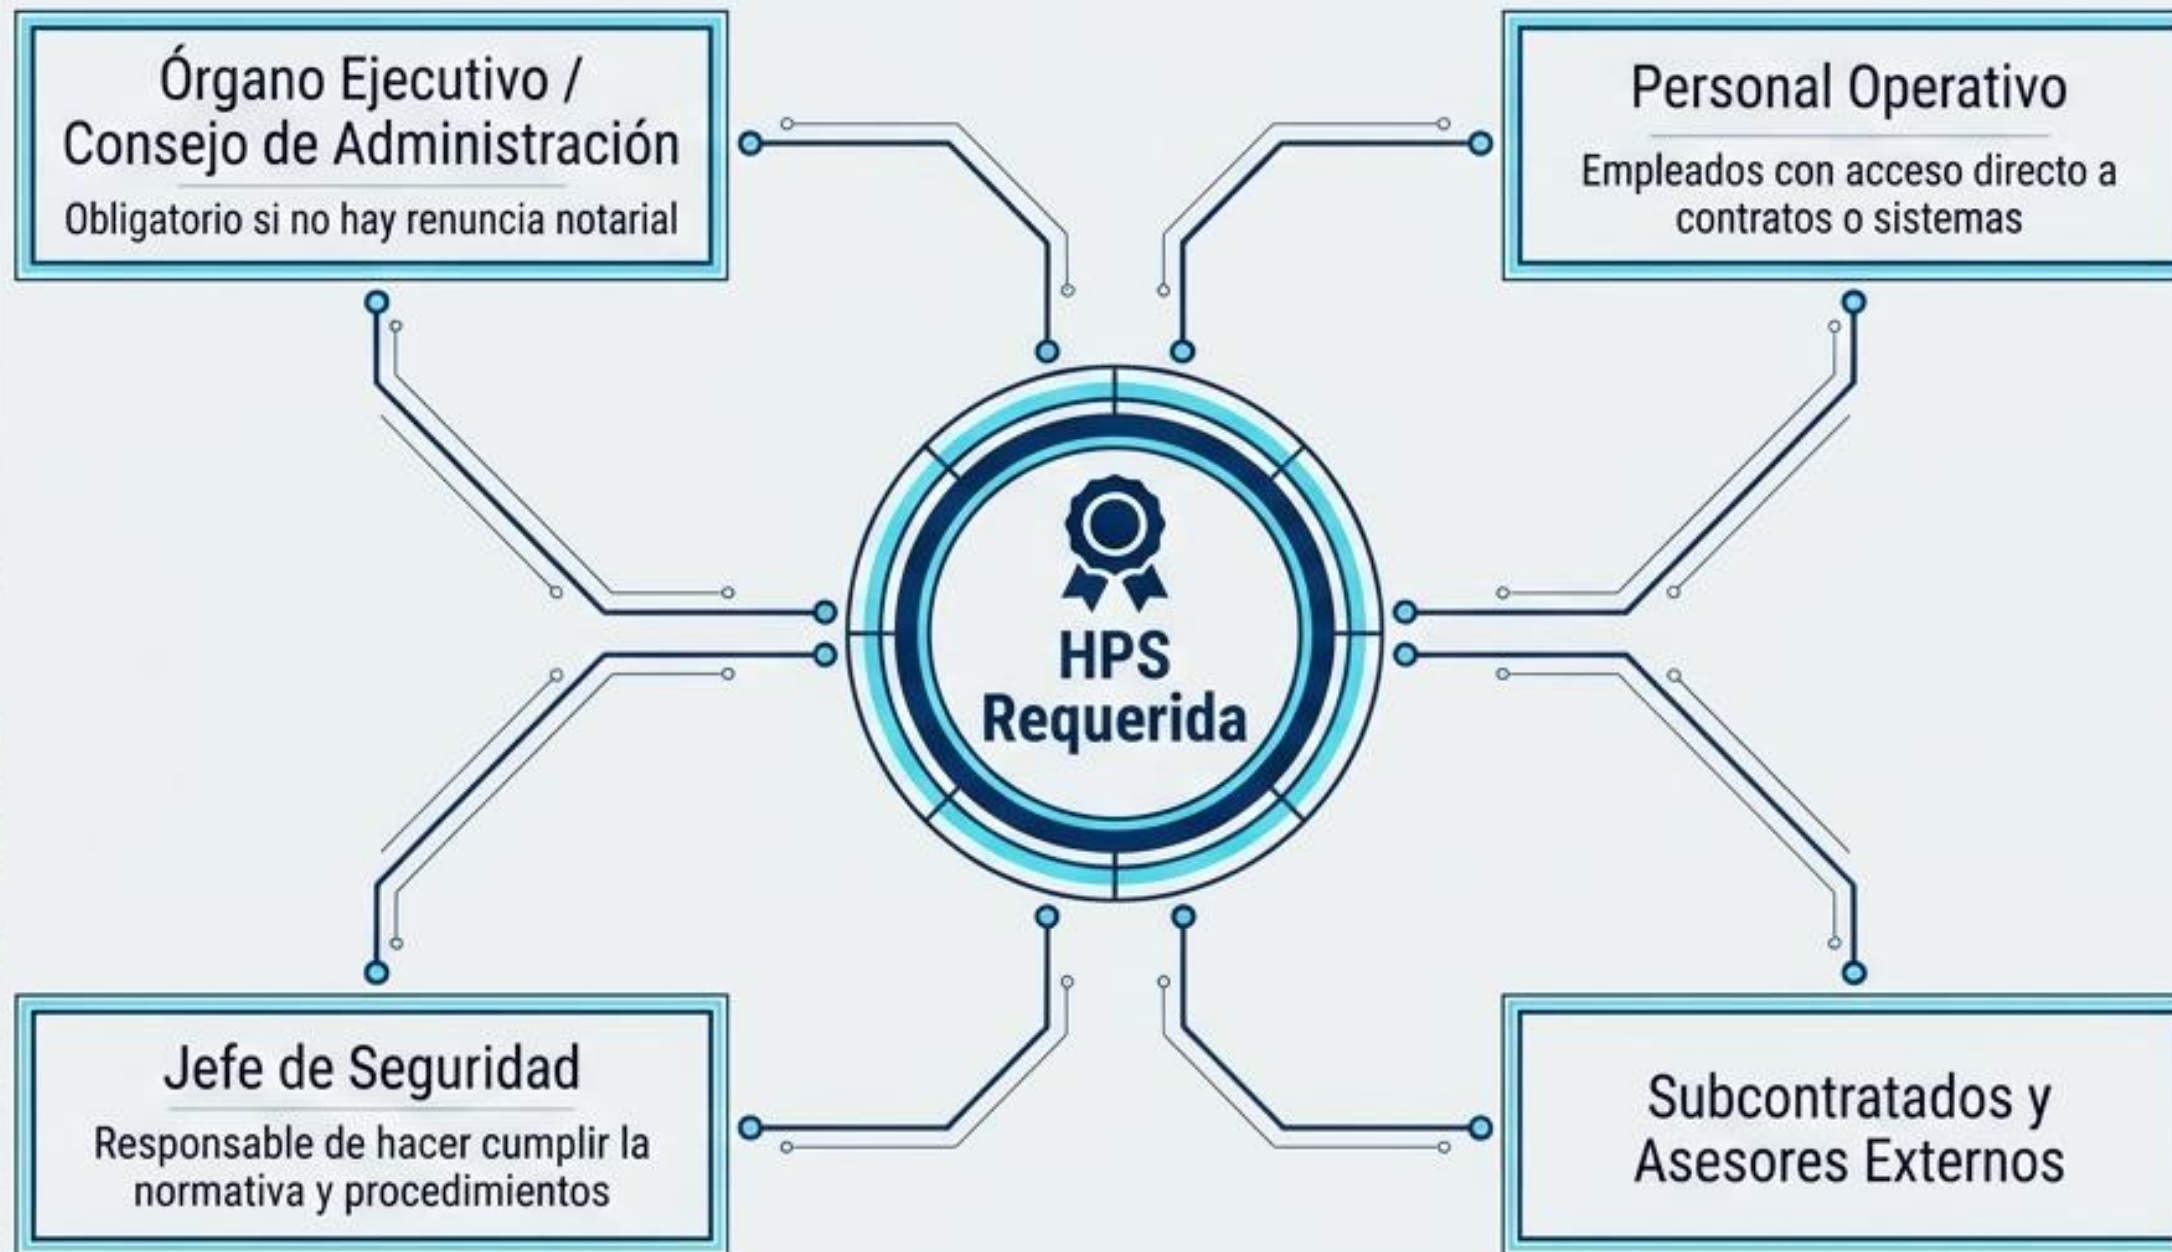 Órgano Ejecutivo /
Consejo de Administración
Obligatorio si no hay renuncia notarial
Personal Operativo
Empleados con acceso directo a
contratos o sistemas
HPS
Requerida
Jefe de Seguridad
Responsable de hacer cumplir la
normativa y procedimientos
Subcontratados y
Asesores Externos